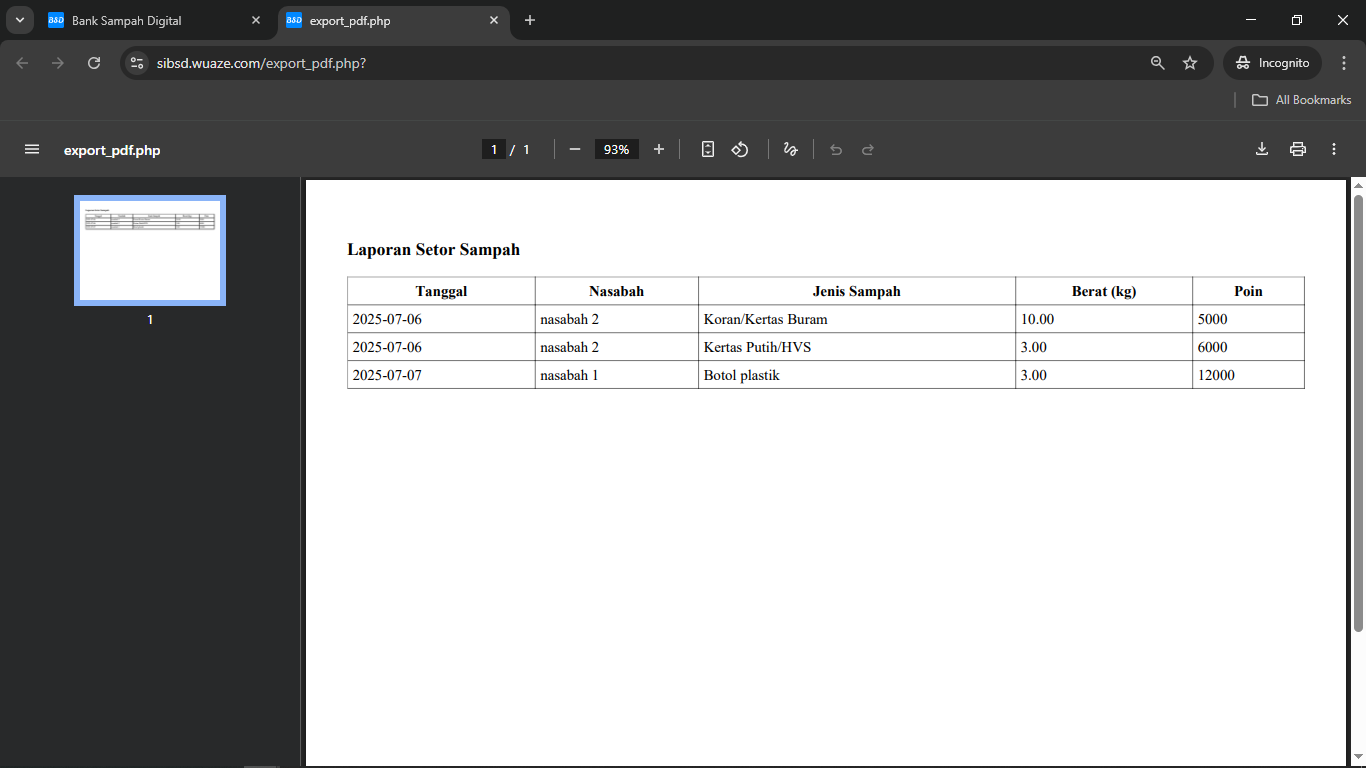 Bank Sampah Digital
export_pdf.php
sibsd.wuaze.com/export_pdf.php?
Incognito
All Bookmarks
export_pdf.php
1 / 1
93%
1
Laporan Setor Sampah
Tanggal Nasabah Jenis Sampah Berat (kg) Poin
2025-07-06 nasabah 2 Koran/Kertas Buram 10.00 5000
2025-07-06 nasabah 2 Kertas Putih/HVS 3.00 6000
2025-07-07 nasabah 1 Botol plastik 3.00 12000